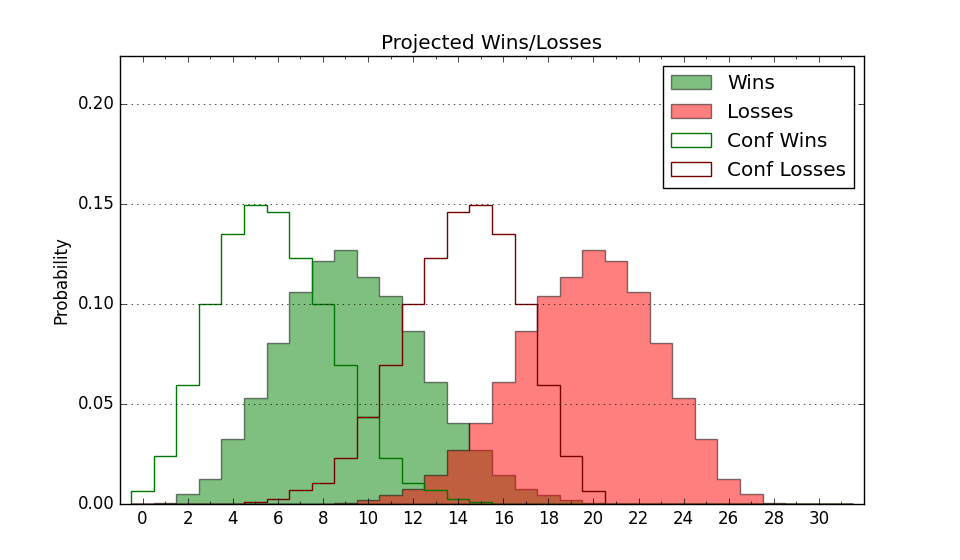 Projected Wins/Losses
0.20
0.15
0.10
0.05
0.00
Probability
Wins
Losses
Conf Wins
Conf Losses
0 2 4 6 8 10 12 14 16 18 20 22 24 26 28 30